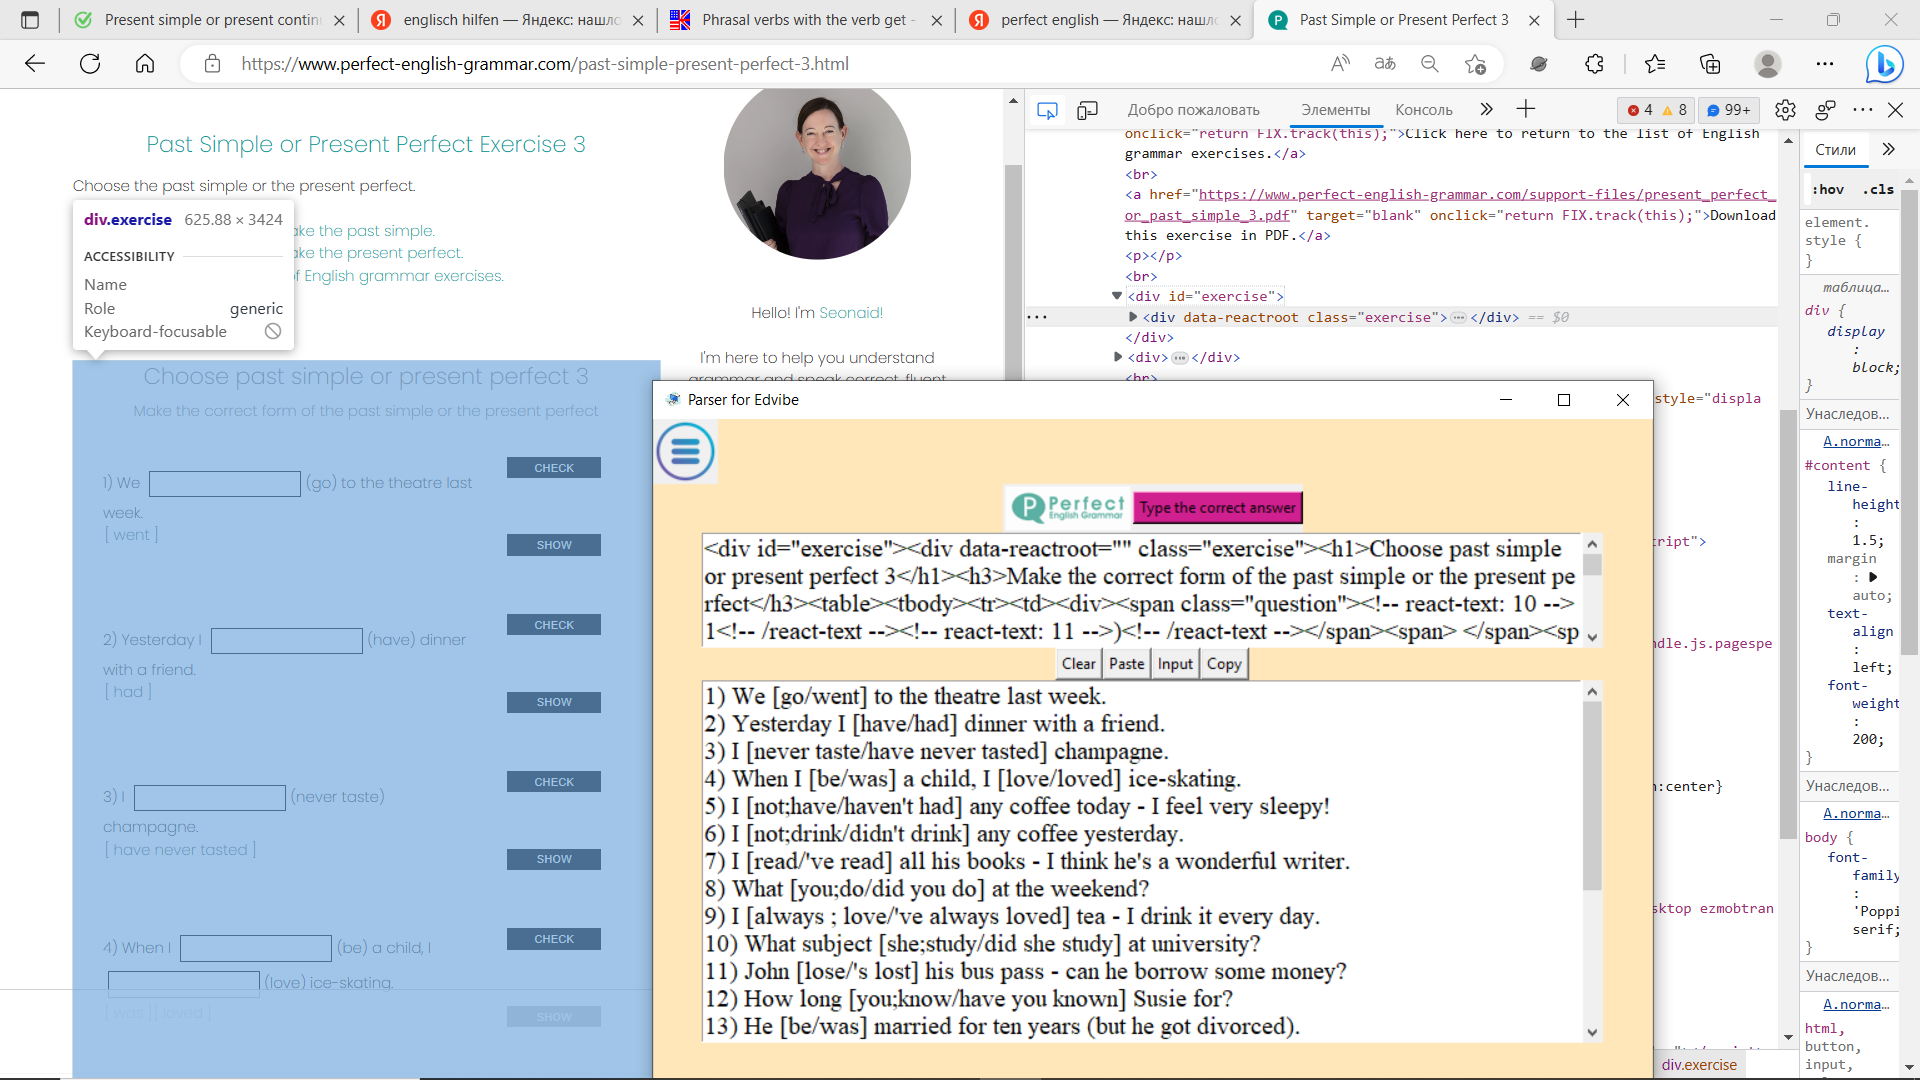 Present simple or present contin
englisch hilfen — Яндекс: нашло
Phrasal verbs with the verb get -
perfect english — Яндекс: нашло
Past Simple or Present Perfect 3
https://www.perfect-english-grammar.com/past-simple-present-perfect-3.html
Past Simple or Present Perfect Exercise 3
Choose the past simple or the present perfect.
div.exercise 625.88 × 3424
ake the past simple.
ACCESSIBILITY
ake the present perfect.
f English grammar exercises.
Name
Role generic
Keyboard-focusable
Hello! I'm Seonaid!
I'm here to help you understand
grammar and speak correct, fluent
Choose past simple or present perfect 3
Make the correct form of the past simple or the present perfect
1) We (go) to the theatre last
week.
[ went ]
CHECK
SHOW
2) Yesterday I (have) dinner
with a friend.
[ had ]
CHECK
SHOW
3) I (never taste)
champagne.
[ have never tasted ]
CHECK
SHOW
4) When I (be) a child, I
(love) ice-skating.
[ was ][ loved ]
CHECK
SHOW
Добро пожаловать Элементы Консоль
4 8 99+
onclick="return FIX.track(this);">Click here to return to the list of English
grammar exercises.</a>
<br>
<a href="https://www.perfect-english-grammar.com/support-files/present_perfect_
or_past_simple_3.pdf" target="blank" onclick="return FIX.track(this);">Download
this exercise in PDF.</a>
<p></p>
<br>
<div id="exercise">
<div data-reactroot class="exercise"> ⋯ </div> == $0
</div>
<div> ⋯ </div>
<br>
style="displa
cript">
ndle.js.pagespe
n:center}
sktop ezmobtran
div.exercise
Стили
:hov .cls
element.
style {
}
таблица…
div {
display
:
block;
}
Унаследов…
A.norma…
#content {
line-
height
:
1.5;
margin
:
auto;
text-
align
:
left;
font-
weight
:
200;
}
Унаследов…
A.norma…
body {
font-
family
:
'Poppi
serif;
}
Унаследов…
A.norma…
html,
button,
input,
Parser for Edvibe
Perfect
English Grammar
Type the correct answer
<div id="exercise"><div data-reactroot="" class="exercise"><h1>Choose past simple
or present perfect 3</h1><h3>Make the correct form of the past simple or the present pe
rfect</h3><table><tbody><tr><td><div><span class="question"><!-- react-text: 10 -->
1<!-- /react-text --><!-- react-text: 11 -->)<!-- /react-text --></span><span> </span><sp
Clear Paste Input Copy
1) We [go/went] to the theatre last week.
2) Yesterday I [have/had] dinner with a friend.
3) I [never taste/have never tasted] champagne.
4) When I [be/was] a child, I [love/loved] ice-skating.
5) I [not;have/haven't had] any coffee today - I feel very sleepy!
6) I [not;drink/didn't drink] any coffee yesterday.
7) I [read/'ve read] all his books - I think he's a wonderful writer.
8) What [you;do/did you do] at the weekend?
9) I [always ; love/'ve always loved] tea - I drink it every day.
10) What subject [she;study/did she study] at university?
11) John [lose/'s lost] his bus pass - can he borrow some money?
12) How long [you;know/have you known] Susie for?
13) He [be/was] married for ten years (but he got divorced).